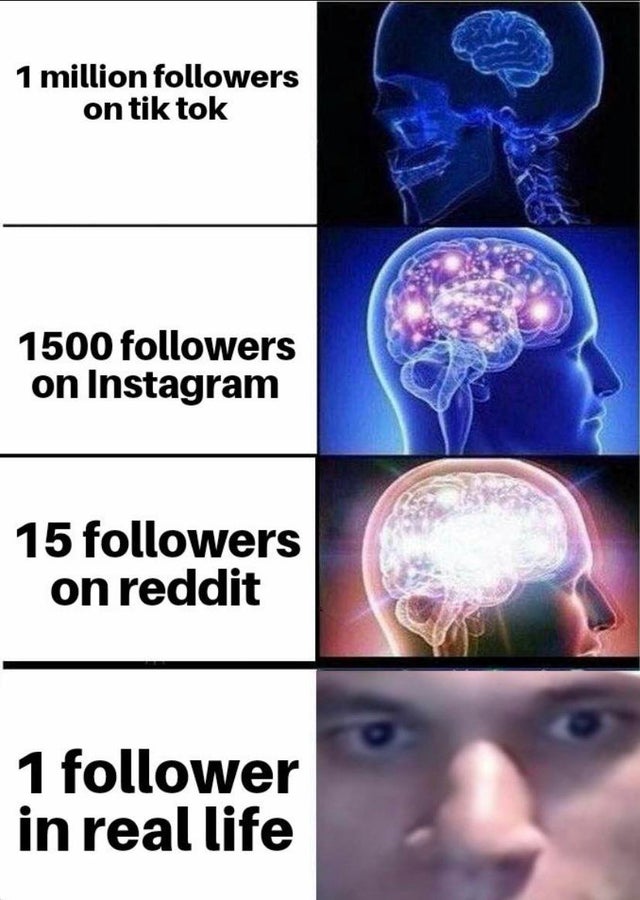 1 million followers
on tik tok
1500 followers
on Instagram
15 followers
on reddit
1 follower
in real life